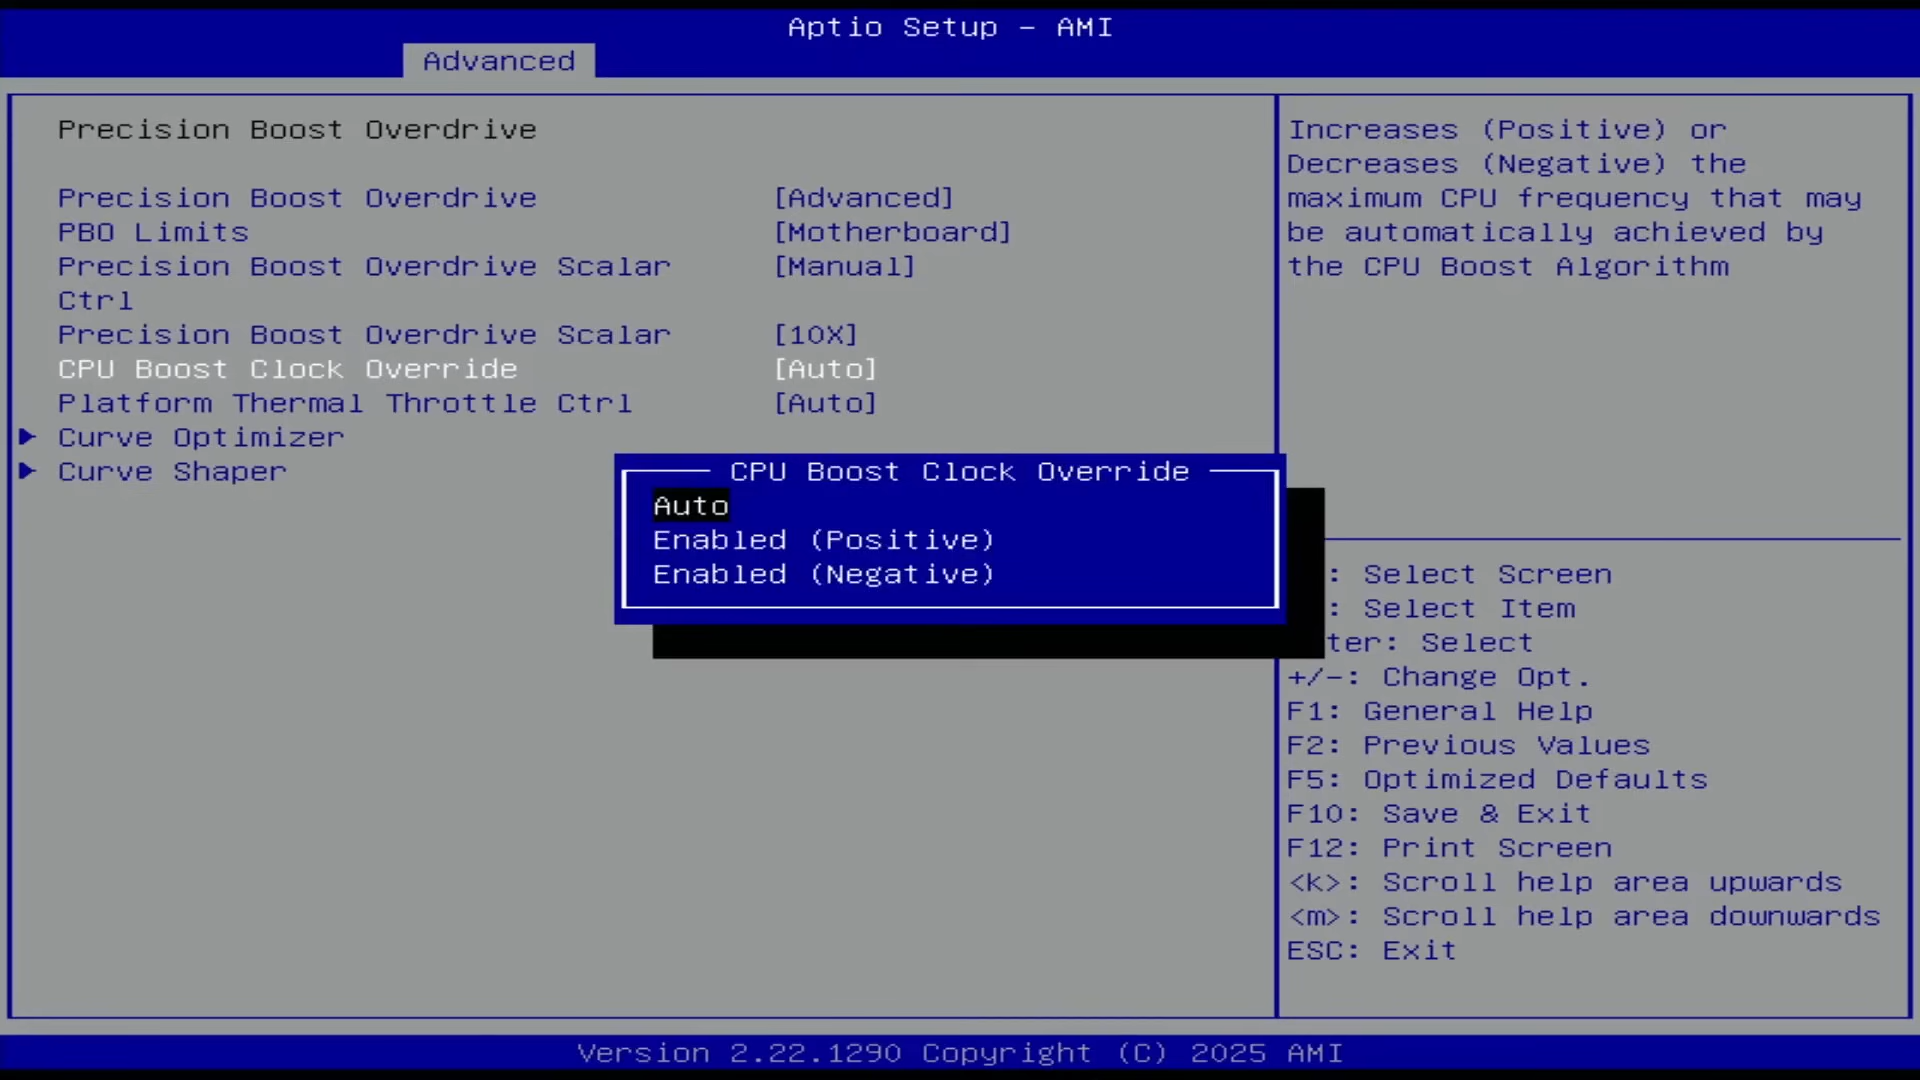 Aptio Setup - AMI
Advanced
Precision Boost Overdrive
Precision Boost Overdrive [Advanced]
PBO Limits [Motherboard]
Precision Boost Overdrive Scalar [Manual]
Ctrl
Precision Boost Overdrive Scalar [10X]
CPU Boost Clock Override [Auto]
Platform Thermal Throttle Ctrl [Auto]
Curve Optimizer
Curve Shaper
CPU Boost Clock Override
Auto
Enabled (Positive)
Enabled (Negative)
Increases (Positive) or
Decreases (Negative) the
maximum CPU frequency that may
be automatically achieved by
the CPU Boost Algorithm
: Select Screen
: Select Item
ter: Select
+/-: Change Opt.
F1: General Help
F2: Previous Values
F5: Optimized Defaults
F10: Save & Exit
F12: Print Screen
<k>: Scroll help area upwards
<m>: Scroll help area downwards
ESC: Exit
Version 2.22.1290 Copyright (C) 2025 AMI